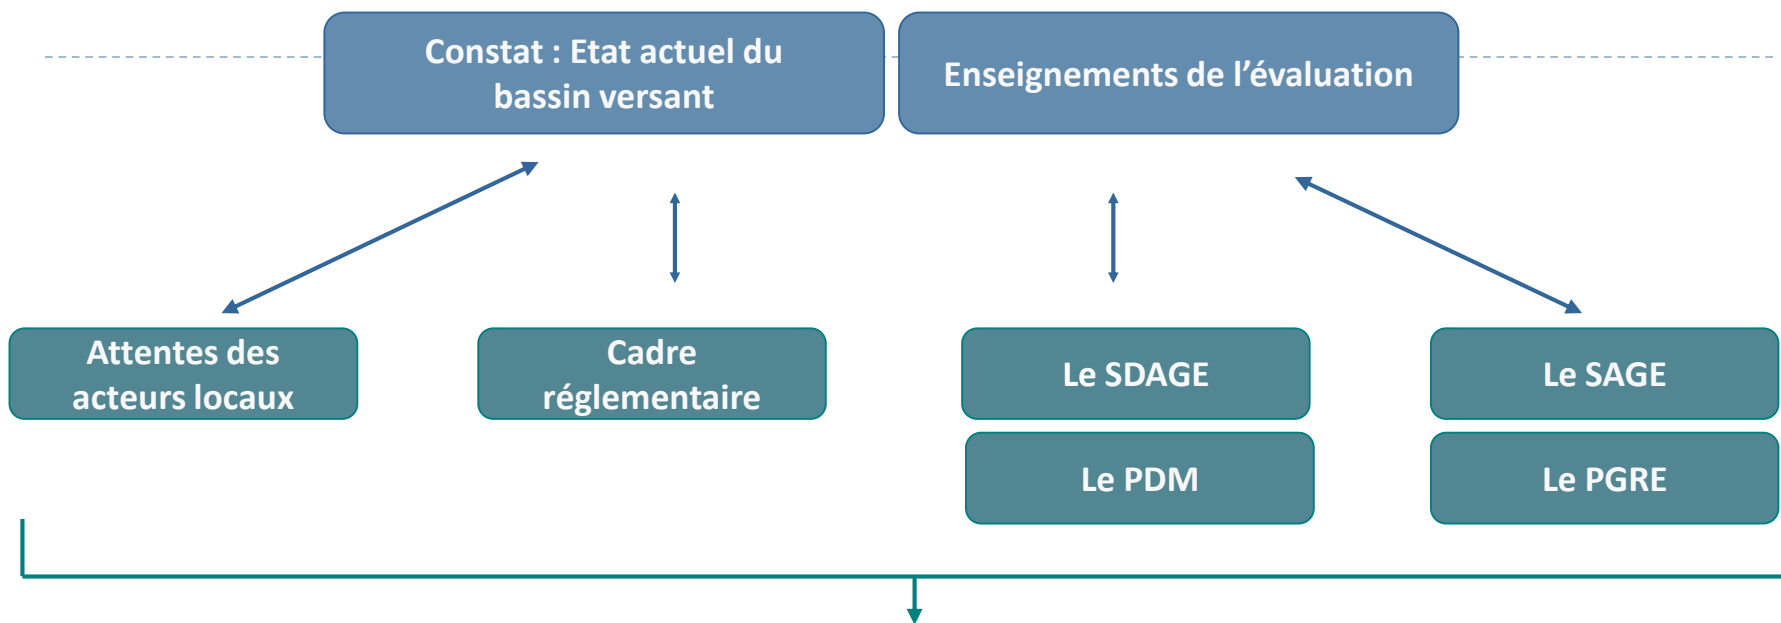 Constat : Etat actuel du
bassin versant
Enseignements de l’évaluation
Attentes des
acteurs locaux
Cadre
réglementaire
Le SDAGE
Le SAGE
Le PDM
Le PGRE